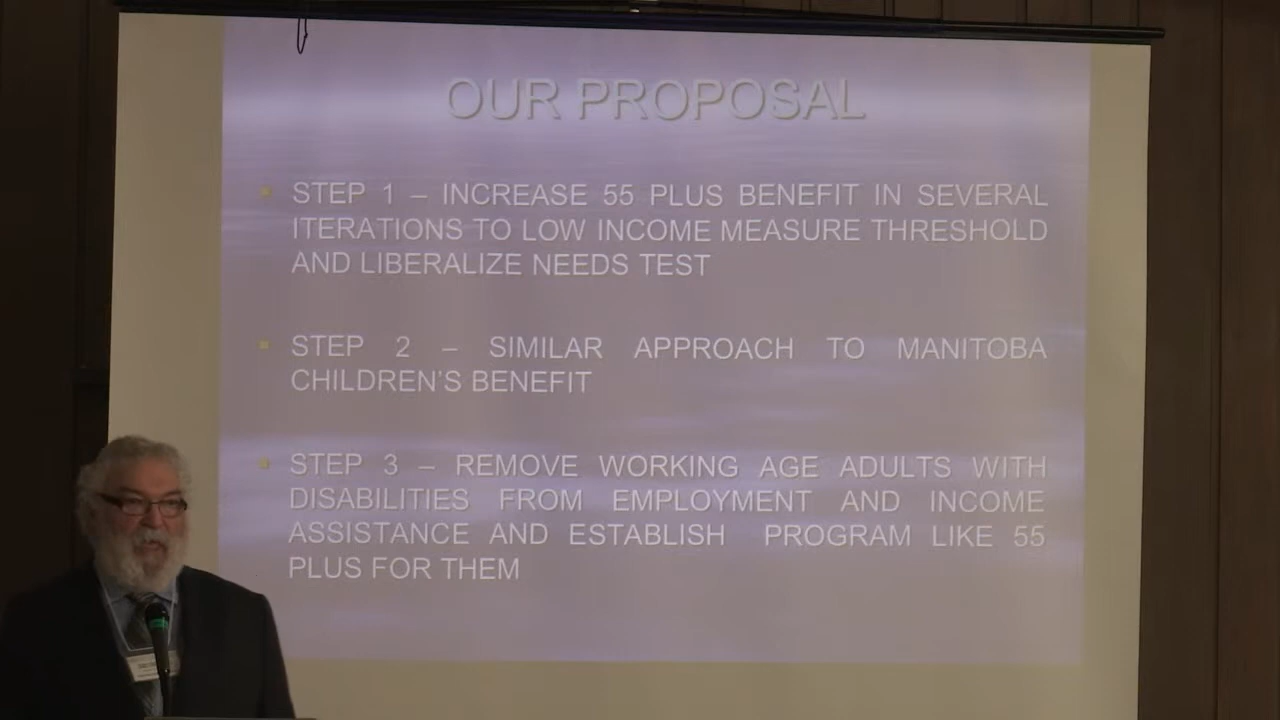 OUR PROPOSAL
STEP 1 – INCREASE 55 PLUS BENEFIT IN SEVERAL
ITERATIONS TO LOW INCOME MEASURE THRESHOLD
AND LIBERALIZE NEEDS TEST
STEP 2 – SIMILAR APPROACH TO MANITOBA
CHILDREN'S BENEFIT
STEP 3 – REMOVE WORKING AGE ADULTS WITH
DISABILITIES FROM EMPLOYMENT AND INCOME
ASSISTANCE AND ESTABLISH PROGRAM LIKE 55
PLUS FOR THEM